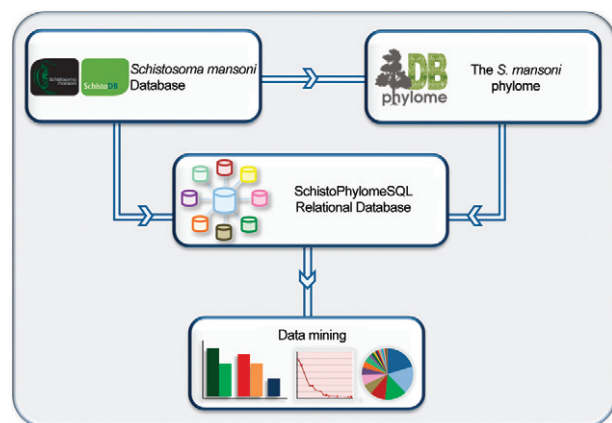 Schistosoma mansoni
Database
Schistosoma
mansoni
SchistoDB
DB
phylome
The S. mansoni
phylome
SchistoPhylomeSQL
Relational Database
Data mining